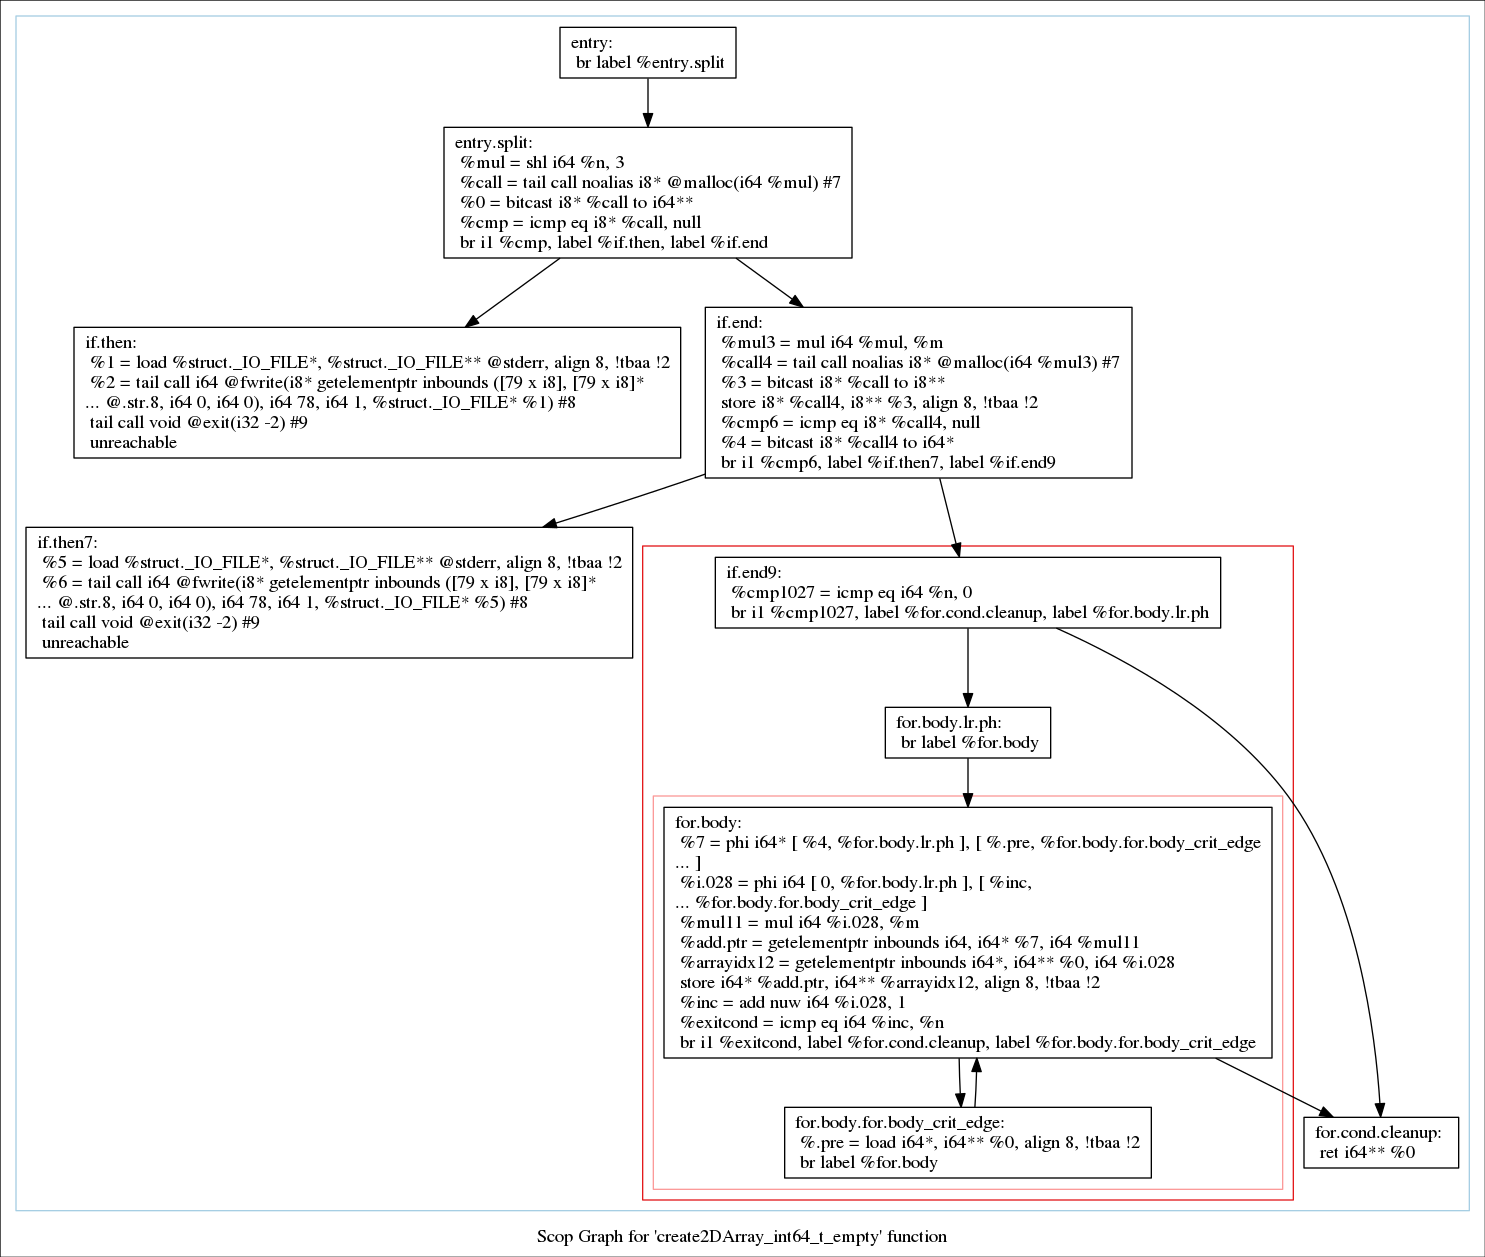 entry:
br label %entry.split
entry.split:
%mul = shl i64 %n, 3
%call = tail call noalias i8* @malloc(i64 %mul) #7
%0 = bitcast i8* %call to i64**
%cmp = icmp eq i8* %call, null
br i1 %cmp, label %if.then, label %if.end
if.then:
%1 = load %struct._IO_FILE*, %struct._IO_FILE** @stderr, align 8, !tbaa !2
%2 = tail call i64 @fwrite(i8* getelementptr inbounds ([79 x i8], [79 x i8]*
... @.str.8, i64 0, i64 0), i64 78, i64 1, %struct._IO_FILE* %1) #8
tail call void @exit(i32 -2) #9
unreachable
if.end:
%mul3 = mul i64 %mul, %m
%call4 = tail call noalias i8* @malloc(i64 %mul3) #7
%3 = bitcast i8* %call to i8**
store i8* %call4, i8** %3, align 8, !tbaa !2
%cmp6 = icmp eq i8* %call4, null
%4 = bitcast i8* %call4 to i64*
br i1 %cmp6, label %if.then7, label %if.end9
if.then7:
%5 = load %struct._IO_FILE*, %struct._IO_FILE** @stderr, align 8, !tbaa !2
%6 = tail call i64 @fwrite(i8* getelementptr inbounds ([79 x i8], [79 x i8]*
... @.str.8, i64 0, i64 0), i64 78, i64 1, %struct._IO_FILE* %5) #8
tail call void @exit(i32 -2) #9
unreachable
if.end9:
%cmp1027 = icmp eq i64 %n, 0
br i1 %cmp1027, label %for.cond.cleanup, label %for.body.lr.ph
for.body.lr.ph:
br label %for.body
for.body:
%7 = phi i64* [ %4, %for.body.lr.ph ], [ %.pre, %for.body.for.body_crit_edge
... ]
%i.028 = phi i64 [ 0, %for.body.lr.ph ], [ %inc,
... %for.body.for.body_crit_edge ]
%mul11 = mul i64 %i.028, %m
%add.ptr = getelementptr inbounds i64, i64* %7, i64 %mul11
%arrayidx12 = getelementptr inbounds i64*, i64** %0, i64 %i.028
store i64* %add.ptr, i64** %arrayidx12, align 8, !tbaa !2
%inc = add nuw i64 %i.028, 1
%exitcond = icmp eq i64 %inc, %n
br i1 %exitcond, label %for.cond.cleanup, label %for.body.for.body_crit_edge
for.body.for.body_crit_edge:
%.pre = load i64*, i64** %0, align 8, !tbaa !2
br label %for.body
for.cond.cleanup:
ret i64** %0
Scop Graph for 'create2DArray_int64_t_empty' function